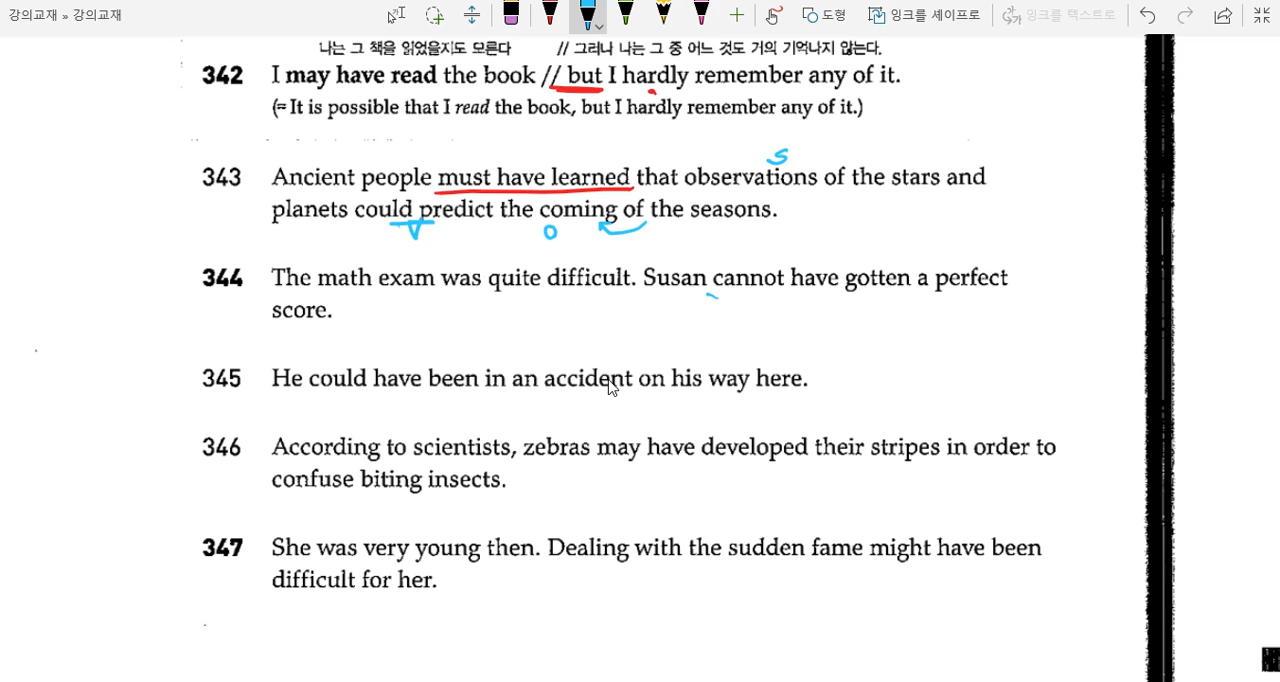 강의교재 » 강의교재
도형
잉크를 셰이프로
잉크를 텍스트로
나는 그 책을 읽었을지도 모른다 // 그러나 나는 그 중 어느 것도 거의 기억나지 않는다.
342 I may have read the book // but I hardly remember any of it.
(= It is possible that I read the book, but I hardly remember any of it.)
S
343 Ancient people must have learned that observations of the stars and
planets could predict the coming of the seasons.
V O
344 The math exam was quite difficult. Susan cannot have gotten a perfect
score.
345 He could have been in an accident on his way here.
346 According to scientists, zebras may have developed their stripes in order to
confuse biting insects.
347 She was very young then. Dealing with the sudden fame might have been
difficult for her.